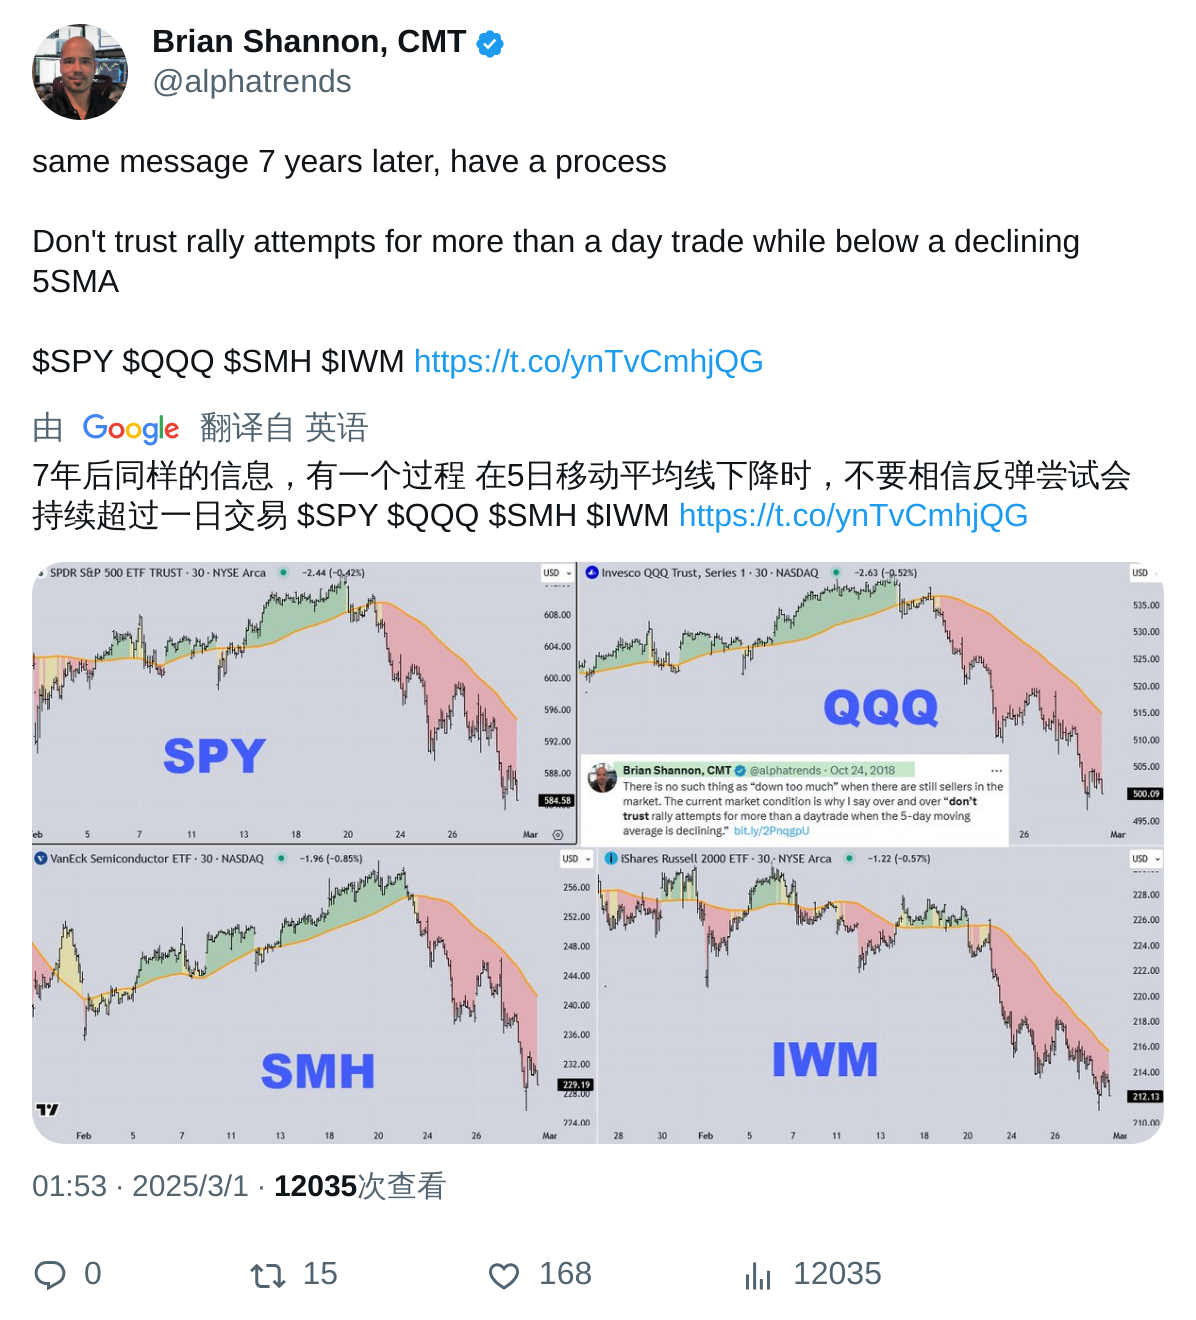 Brian Shannon, CMT
@alphatrends
same message 7 years later, have a process
Don't trust rally attempts for more than a day trade while below a declining
5SMA
$SPY $QQQ $SMH $IWM https://t.co/ynTvCmhjQG
由 Google 翻译自 英语
7年后同样的信息，有一个过程 在5日移动平均线下降时，不要相信反弹尝试会
持续超过一日交易 $SPY $QQQ $SMH $IWM https://t.co/ynTvCmhjQG
SPDR S&P 500 ETF TRUST · 30 · NYSE Arca −2.44 (−0.42%)
USD
608.00
604.00
600.00
596.00
592.00
588.00
584.58
SPY
eb 5 7 11 13 18 20 24 26 Mar
Invesco QQQ Trust, Series 1 · 30 · NASDAQ −2.63 (−0.52%)
USD
535.00
530.00
525.00
520.00
515.00
510.00
505.00
500.09
495.00
QQQ
Brian Shannon, CMT @alphatrends · Oct 24, 2018 ...
There is no such thing as “down too much” when there are still sellers in the
market. The current market condition is why I say over and over “don’t
trust rally attempts for more than a daytrade when the 5-day moving
average is declining.” bit.ly/2PnqgpU
26 Mar
VanEck Semiconductor ETF · 30 · NASDAQ −1.96 (−0.85%)
USD
256.00
252.00
248.00
244.00
240.00
236.00
232.00
229.19
228.00
224.00
SMH
Feb 5 7 11 13 18 20 24 26 Mar
iShares Russell 2000 ETF · 30 · NYSE Arca −1.22 (−0.57%)
USD
228.00
226.00
224.00
222.00
220.00
218.00
216.00
214.00
212.13
210.00
IWM
28 30 Feb 5 7 11 13 18 20 24 26 Mar
01:53 · 2025/3/1 · 12035次查看
0 15 168 12035